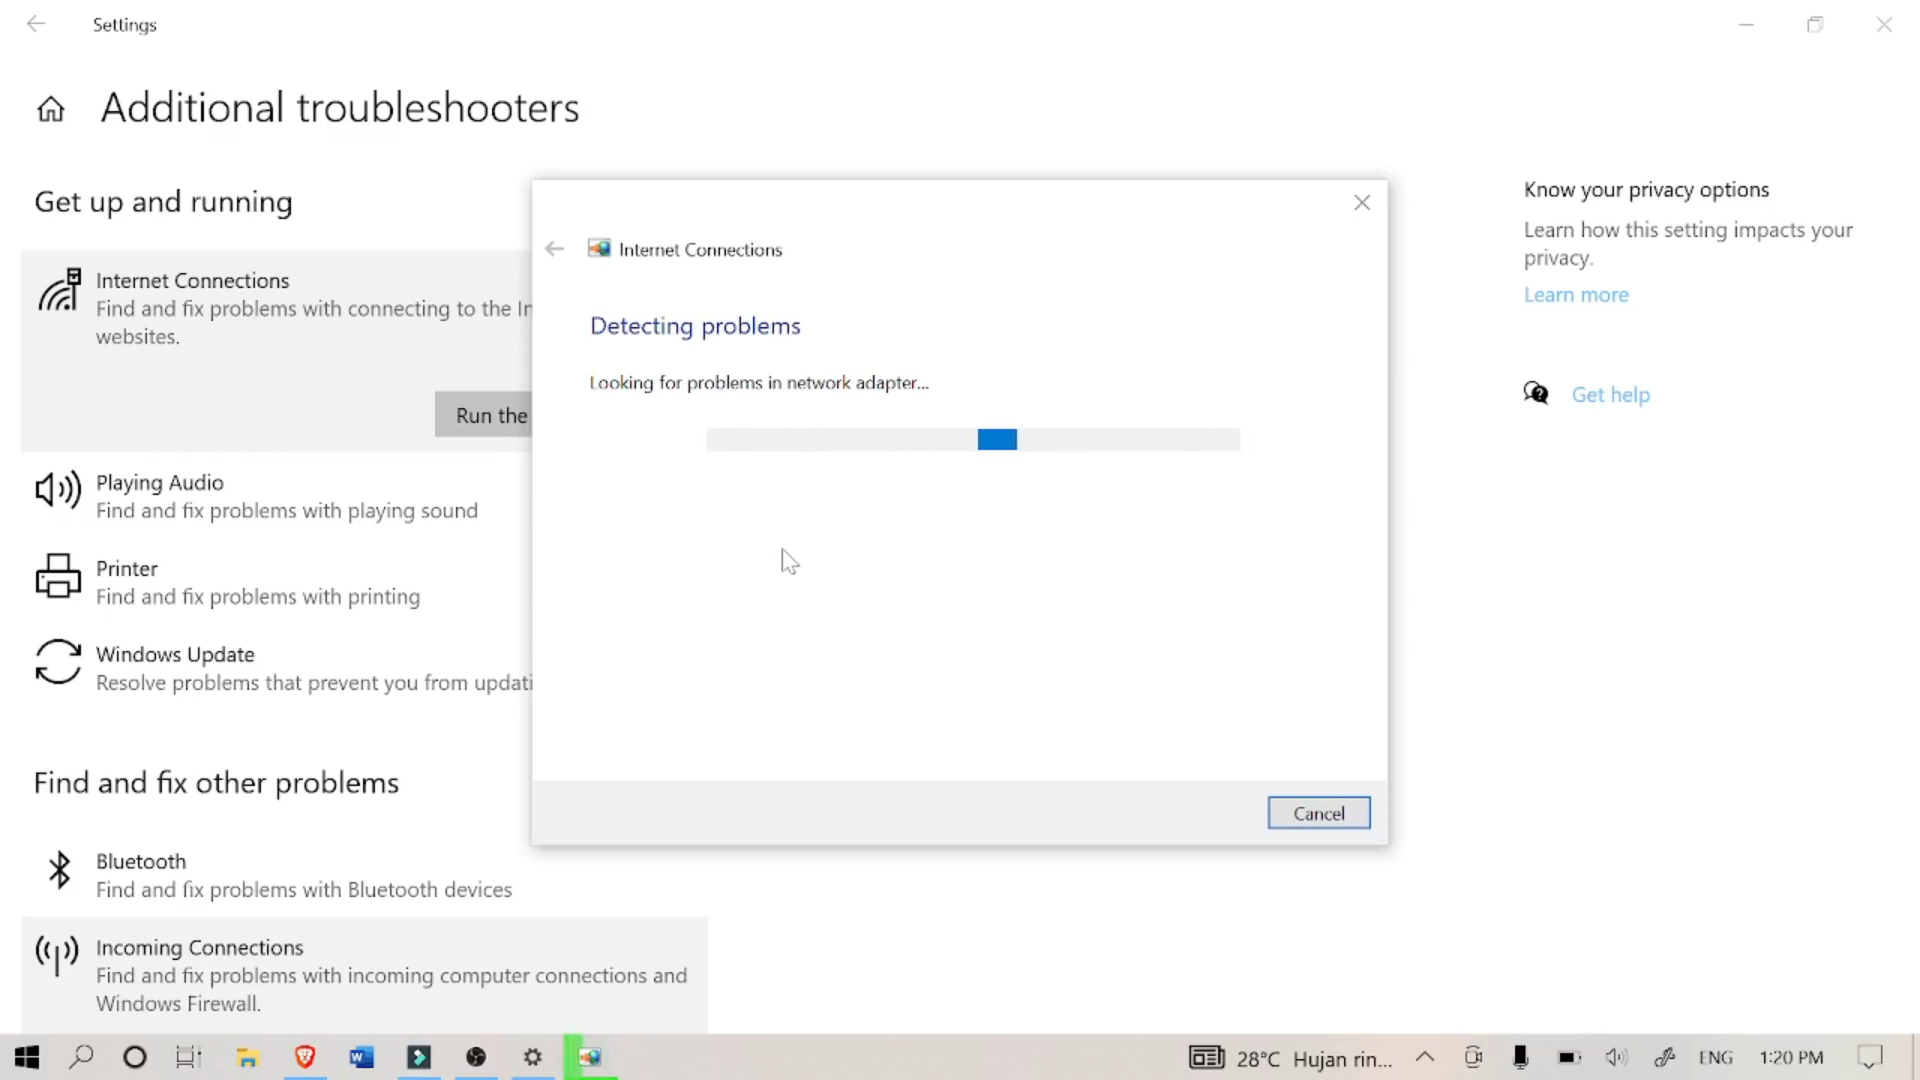 Settings
Additional troubleshooters
Get up and running
Internet Connections
Find and fix problems with connecting to the In
websites.
Run the
Playing Audio
Find and fix problems with playing sound
Printer
Find and fix problems with printing
Windows Update
Resolve problems that prevent you from updati
Find and fix other problems
Bluetooth
Find and fix problems with Bluetooth devices
Incoming Connections
Find and fix problems with incoming computer connections and
Windows Firewall.
Internet Connections
Detecting problems
Looking for problems in network adapter...
Cancel
Know your privacy options
Learn how this setting impacts your
privacy.
Learn more
Get help
28°C Hujan rin...
ENG
1:20 PM